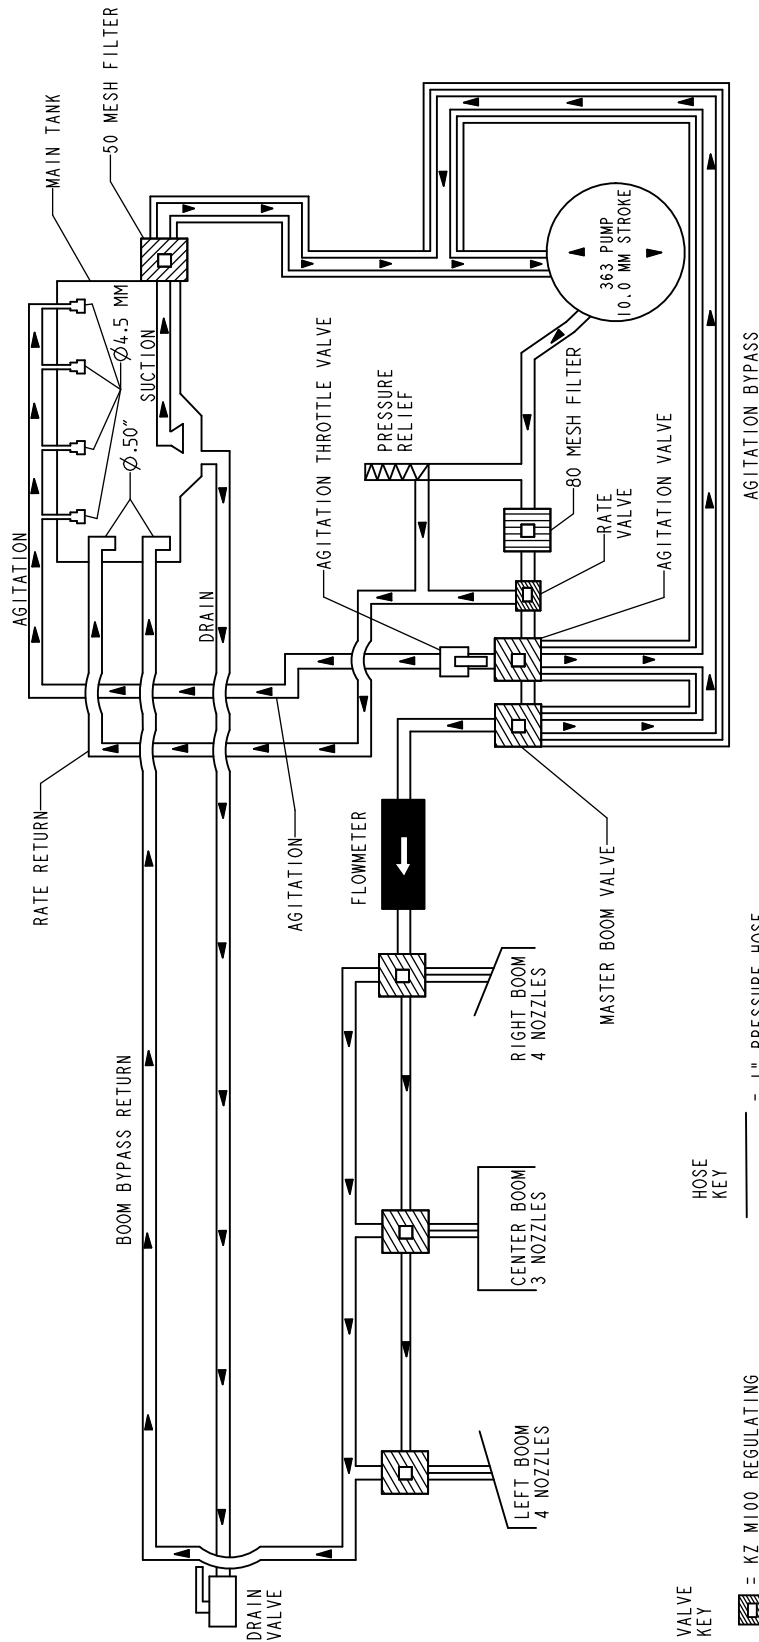 50 MESH FILTER
MAIN TANK
Ø4.5 MM
SUCTION
Ø.50"
AGITATION
DRAIN
AGITATION THROTTLE VALVE
PRESSURE
RELIEF
363 PUMP
10.0 MM STROKE
80 MESH FILTER
RATE
VALVE
AGITATION VALVE
AGITATION BYPASS
RATE RETURN
AGITATION
FLOWMETER
MASTER BOOM VALVE
BOOM BYPASS RETURN
RIGHT BOOM
4 NOZZLES
CENTER BOOM
3 NOZZLES
LEFT BOOM
4 NOZZLES
DRAIN
VALVE
HOSE
KEY
= 1" PRESSURE HOSE
VALVE
KEY
= KZ M100 REGULATING